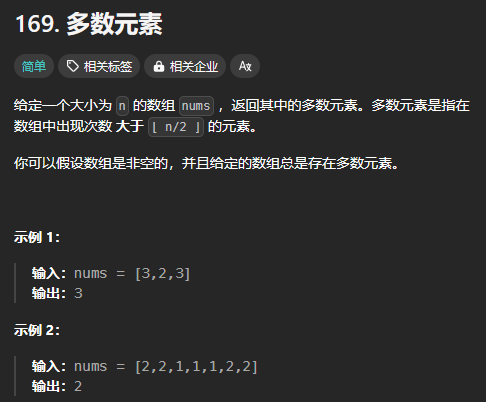 169. 多数元素
简单 相关标签 相关企业 Aあ
给定一个大小为 n 的数组 nums ，返回其中的多数元素。多数元素是指在
数组中出现次数 大于 ⌊ n/2 ⌋ 的元素。
你可以假设数组是非空的，并且给定的数组总是存在多数元素。
示例 1：
输入：nums = [3,2,3]
输出：3
示例 2：
输入：nums = [2,2,1,1,1,2,2]
输出：2